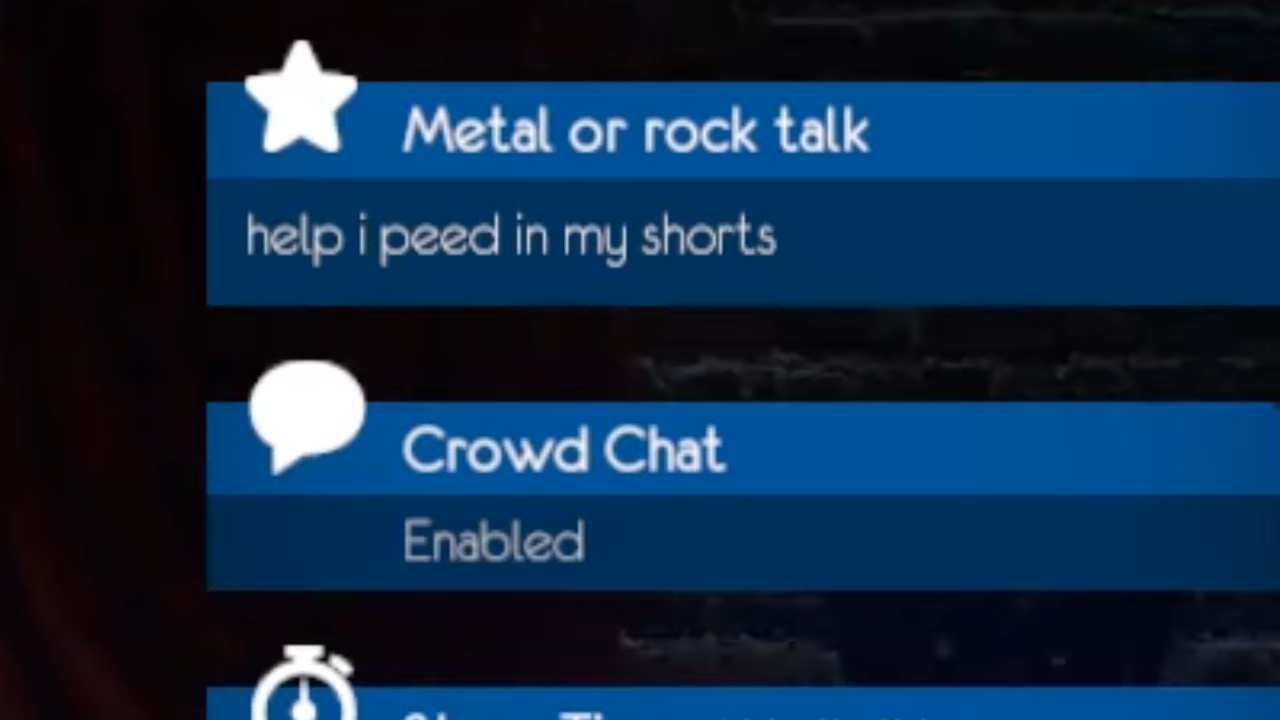 Metal or rock talk
help i peed in my shorts
Crowd Chat
Enabled